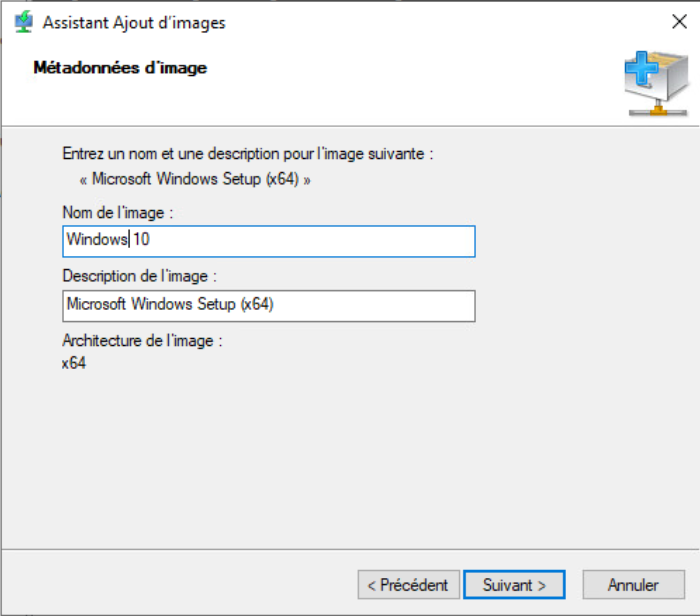 Assistant Ajout d'images
Métadonnées d'image
Entrez un nom et une description pour l'image suivante :
« Microsoft Windows Setup (x64) »
Nom de l'image :
Windows 10
Description de l'image :
Microsoft Windows Setup (x64)
Architecture de l'image :
x64
< Précédent
Suivant >
Annuler